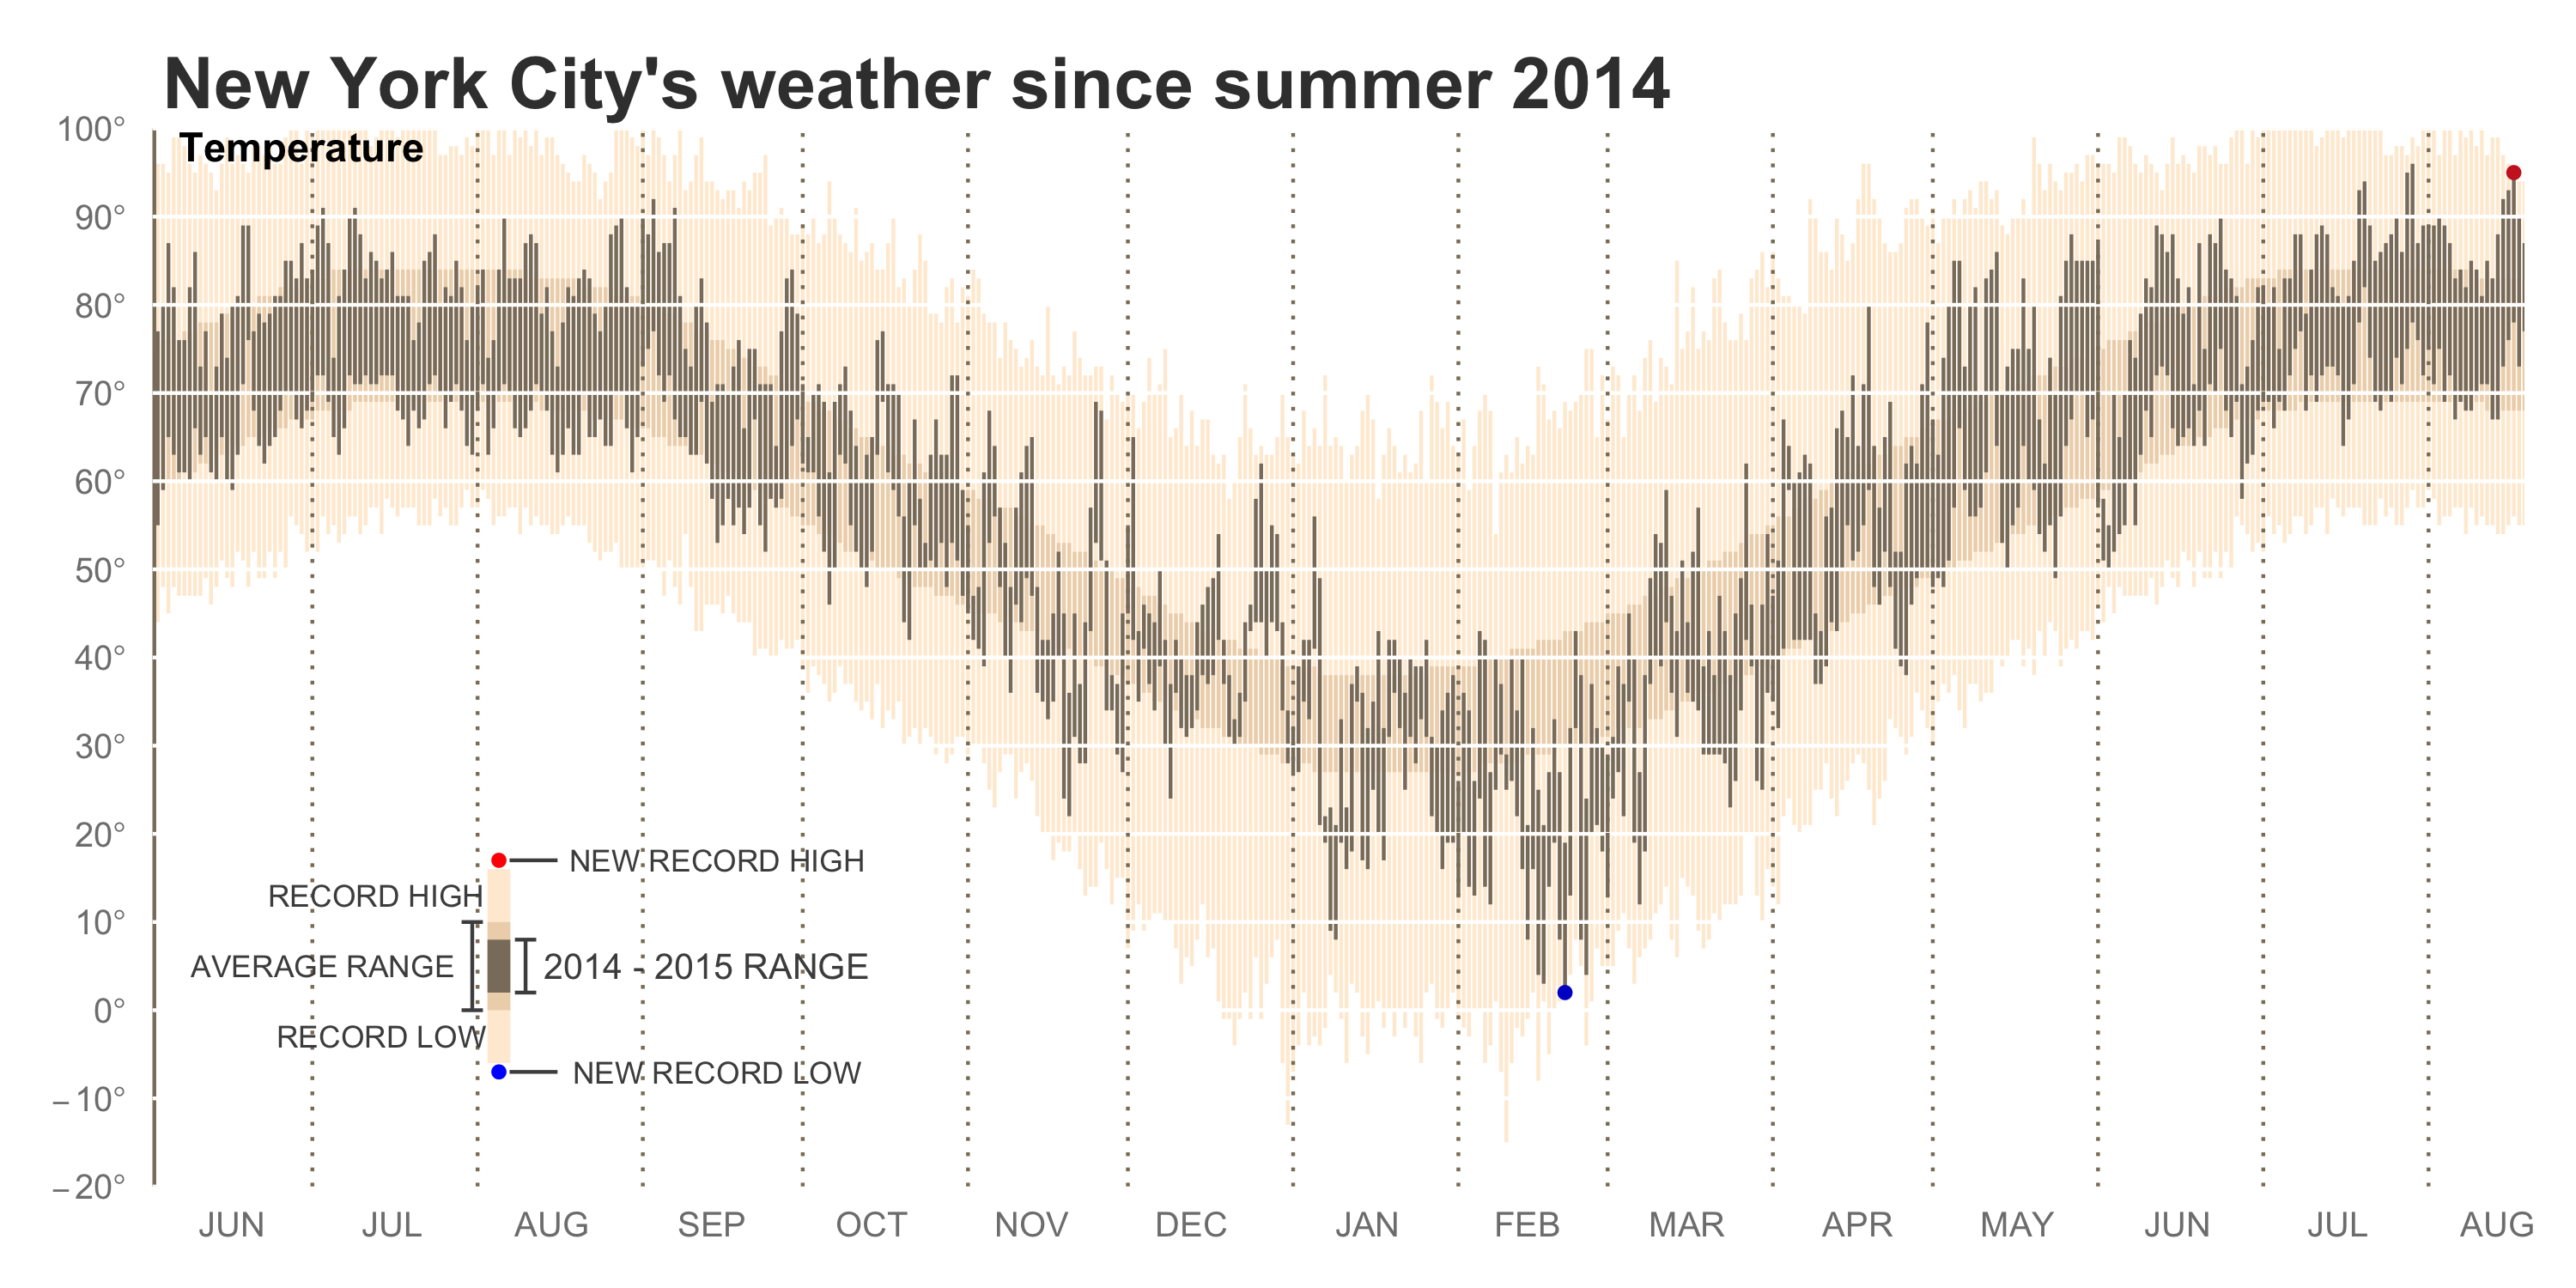 New York City's weather since summer 2014
Temperature
100°
90°
80°
70°
60°
50°
40°
30°
20°
10°
0°
−10°
−20°
NEW RECORD HIGH
RECORD HIGH
AVERAGE RANGE
2014 - 2015 RANGE
RECORD LOW
NEW RECORD LOW
JUN JUL AUG SEP OCT NOV DEC JAN FEB MAR APR MAY JUN JUL AUG